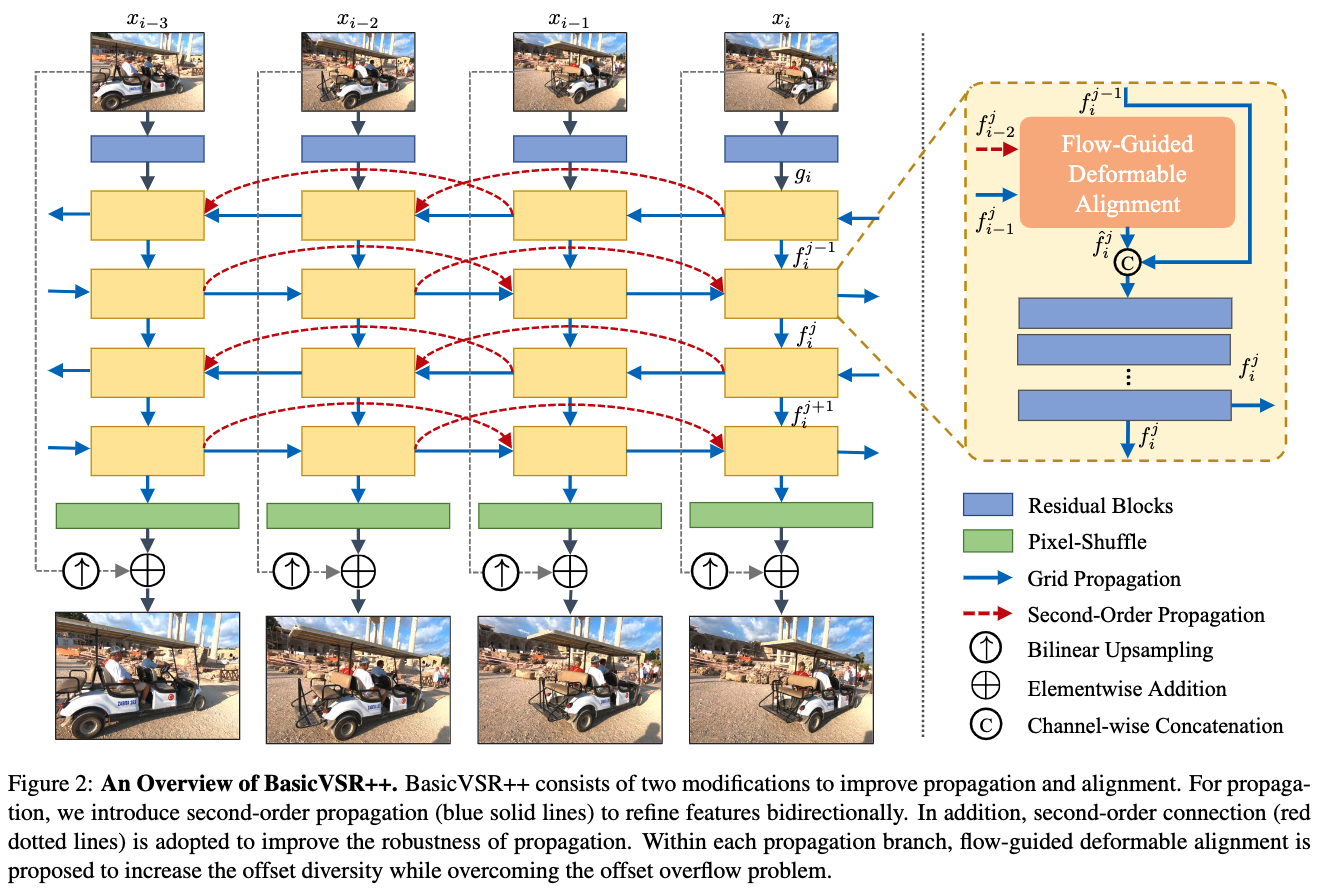 x_{i-3} x_{i-2} x_{i-1} x_i
g_i
f_i^{j-1}
f_i^j
f_i^{j+1}
f_i^{j-1}
f_{i-2}^j
Flow-Guided
Deformable
Alignment
f_{i-1}^j
\hat{f}_i^j
C
⋮
f_i^j
f_i^j
Residual Blocks
Pixel-Shuffle
Grid Propagation
Second-Order Propagation
↑ Bilinear Upsampling
⊕ Elementwise Addition
C Channel-wise Concatenation
Figure 2: An Overview of BasicVSR++. BasicVSR++ consists of two modifications to improve propagation and alignment. For propaga-
tion, we introduce second-order propagation (blue solid lines) to refine features bidirectionally. In addition, second-order connection (red
dotted lines) is adopted to improve the robustness of propagation. Within each propagation branch, flow-guided deformable alignment is
proposed to increase the offset diversity while overcoming the offset overflow problem.